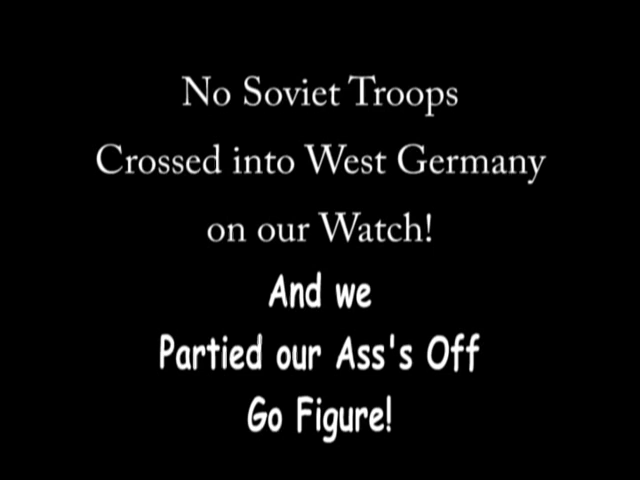 No Soviet Troops
Crossed into West Germany
on our Watch!
And we
Partied our Ass's Off
Go Figure!